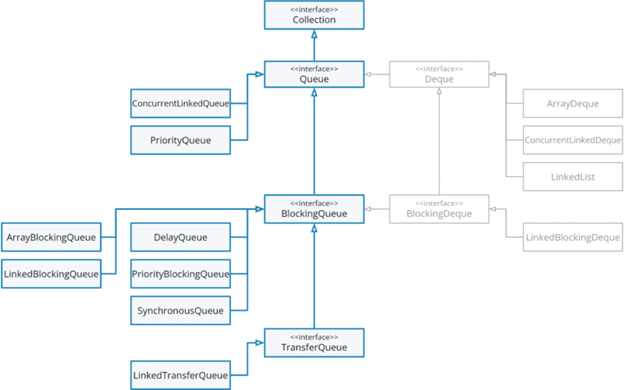 <<interface>>
Collection
<<interface>>
Queue
<<interface>>
Deque
ConcurrentLinkedQueue
ArrayDeque
PriorityQueue
ConcurrentLinkedDeque
LinkedList
<<interface>>
BlockingQueue
<<interface>>
BlockingDeque
ArrayBlockingQueue
DelayQueue
LinkedBlockingDeque
LinkedBlockingQueue
PriorityBlockingQueue
SynchronousQueue
<<interface>>
TransferQueue
LinkedTransferQueue